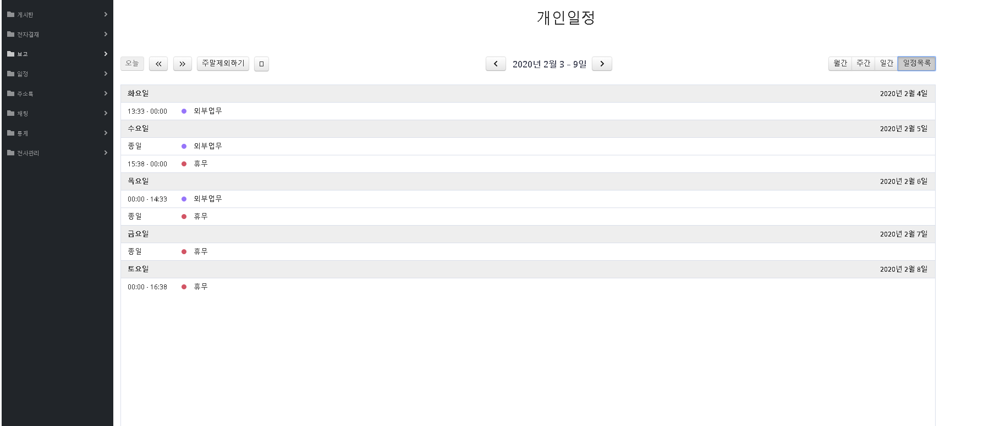 게시판
전자결재
보고
일정
주소록
채팅
통계
전사관리
개인일정
오늘 주말제외하기 2020년 2월 3 – 9일 월간 주간 일간 일정목록
화요일 2020년 2월 4일
13:33 - 00:00 외부업무
수요일 2020년 2월 5일
종일 외부업무
15:38 - 00:00 휴무
목요일 2020년 2월 6일
00:00 - 14:33 외부업무
종일 휴무
금요일 2020년 2월 7일
종일 휴무
토요일 2020년 2월 8일
00:00 - 16:38 휴무